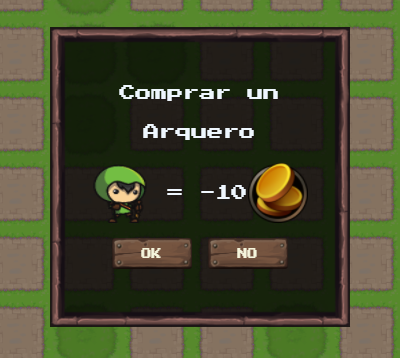 Comprar un
Arquero
= -10
OK NO